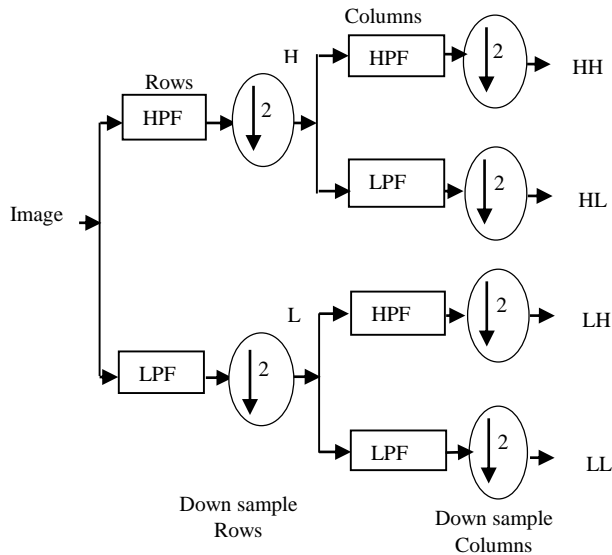 Columns
H
HPF
2
HH
Rows
HPF
2
LPF
2
HL
Image
L
HPF
2
LH
LPF
2
LPF
2
LL
Down sample
Rows
Down sample
Columns